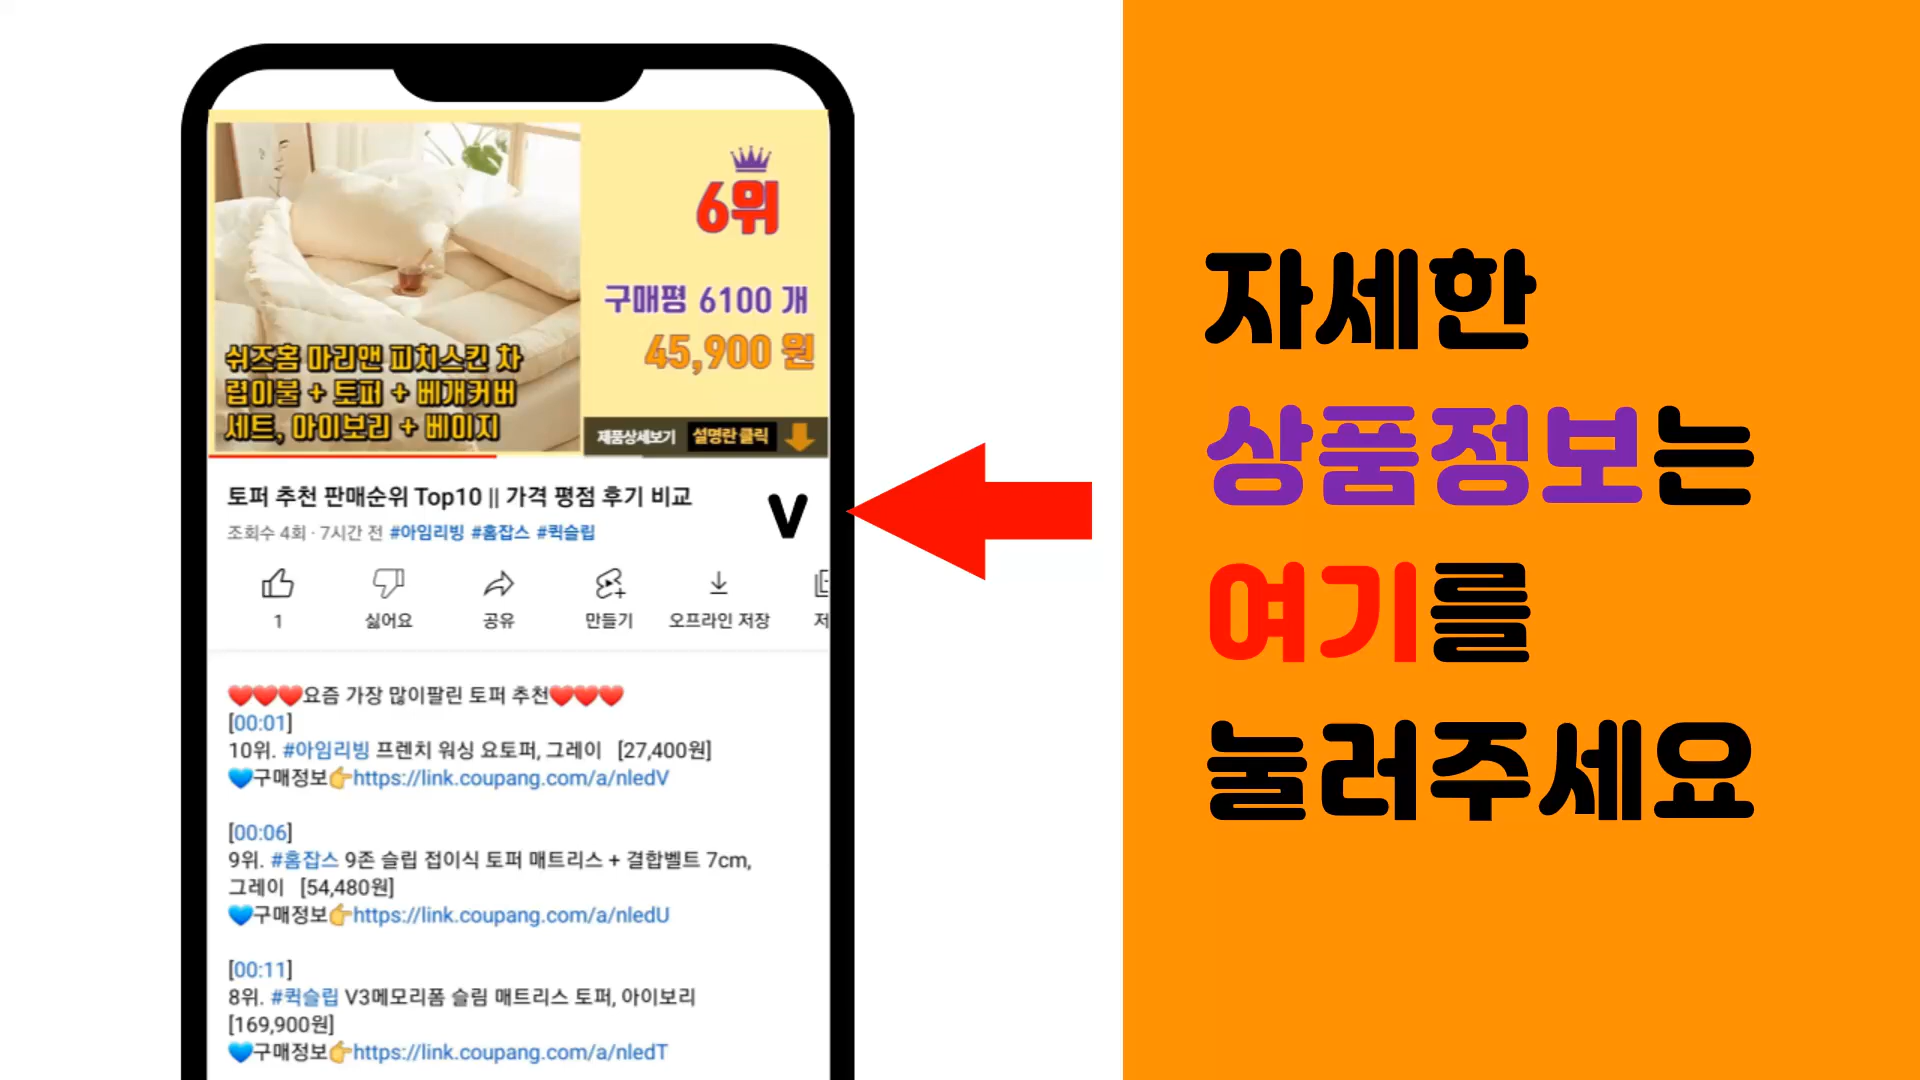 6위
구매평 6100 개
45,900 원
쉬즈홈 마리앤 피치스킨 차
렵이불 + 토퍼 + 베개커버
세트, 아이보리 + 베이지
제품상세보기 설명란 클릭
토퍼 추천 판매순위 Top10 || 가격 평점 후기 비교
V
조회수 4회 · 7시간 전 #아임리빙 #홈잡스 #퀵슬립
1 싫어요 공유 만들기 오프라인 저장 저
❤❤❤요즘 가장 많이팔린 토퍼 추천❤❤❤
[00:01]
10위. #아임리빙 프렌치 워싱 요토퍼, 그레이 [27,400원]
💙구매정보👉https://link.coupang.com/a/nledV
[00:06]
9위. #홈잡스 9존 슬립 접이식 토퍼 매트리스 + 결합벨트 7cm,
그레이 [54,480원]
💙구매정보👉https://link.coupang.com/a/nledU
[00:11]
8위. #퀵슬립 V3메모리폼 슬림 매트리스 토퍼, 아이보리
[169,900원]
💙구매정보👉https://link.coupang.com/a/nledT
자세한
상품정보는
여기를
눌러주세요